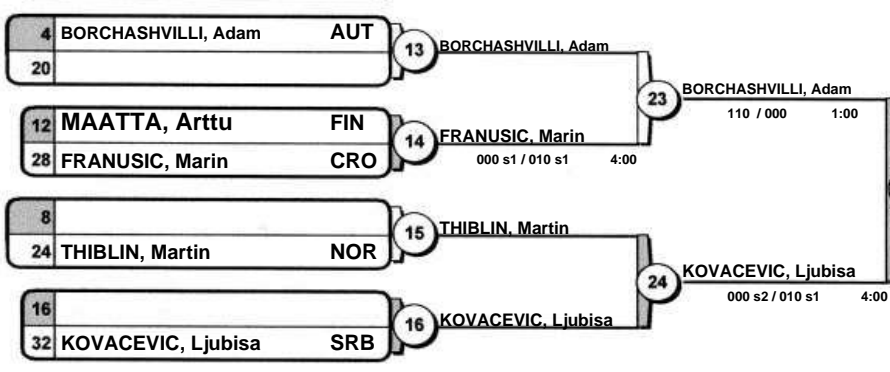 4 BORCHASHVILLI, Adam AUT
20
13 BORCHASHVILLI, Adam
12 MAATTA, Arttu FIN
28 FRANUSIC, Marin CRO
14 FRANUSIC, Marin
000 s1 / 010 s1 4:00
23 BORCHASHVILLI, Adam
110 / 000 1:00
8
24 THIBLIN, Martin NOR
15 THIBLIN, Martin
16
32 KOVACEVIC, Ljubisa SRB
16 KOVACEVIC, Ljubisa
24 KOVACEVIC, Ljubisa
000 s2 / 010 s1 4:00